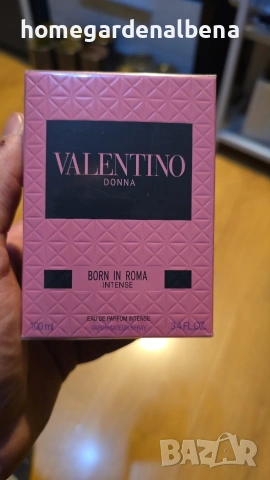 homegardenalbena
VALENTINO
DONNA
BORN IN ROMA
INTENSE
EAU DE PARFUM INTENSE
100 ml 3.4 FL.OZ.
bazar